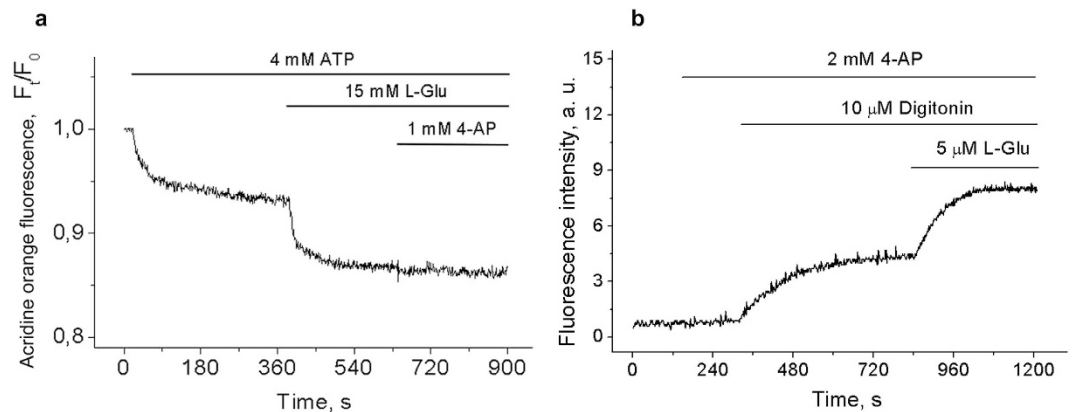 a
4 mM ATP
15 mM L-Glu
1 mM 4-AP
Acridine orange fluorescence, Fₜ/F₀
1,0
0,9
0,8
0 180 360 540 720 900
Time, s
b
2 mM 4-AP
10 μM Digitonin
5 μM L-Glu
Fluorescence intensity, a. u.
15
12
9
6
3
0
0 240 480 720 960 1200
Time, s